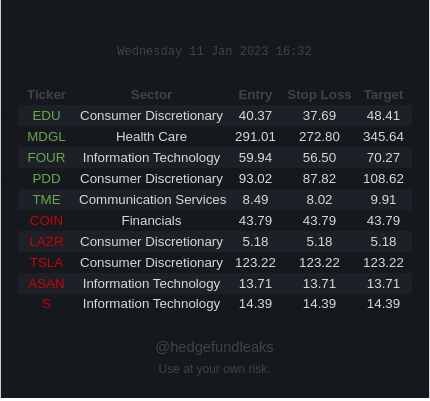 Wednesday 11 Jan 2023 16:32
Ticker Sector Entry Stop Loss Target
EDU Consumer Discretionary 40.37 37.69 48.41
MDGL Health Care 291.01 272.80 345.64
FOUR Information Technology 59.94 56.50 70.27
PDD Consumer Discretionary 93.02 87.82 108.62
TME Communication Services 8.49 8.02 9.91
COIN Financials 43.79 43.79 43.79
LAZR Consumer Discretionary 5.18 5.18 5.18
TSLA Consumer Discretionary 123.22 123.22 123.22
ASAN Information Technology 13.71 13.71 13.71
S Information Technology 14.39 14.39 14.39
@hedgefundleaks
Use at your own risk.